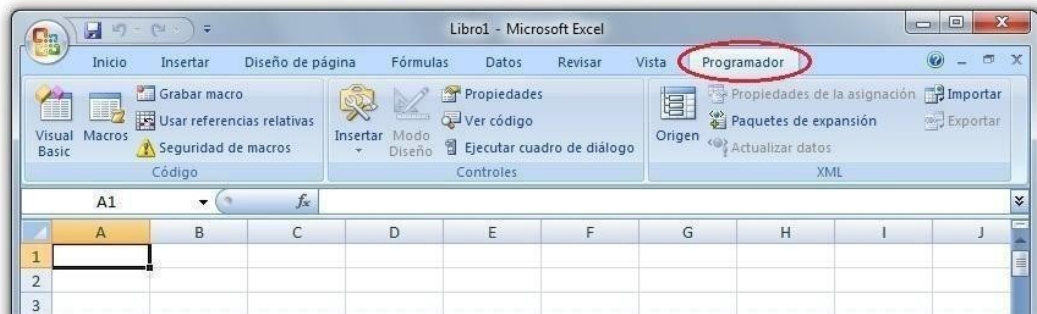 Libro1 - Microsoft Excel
Inicio Insertar Diseño de página Fórmulas Datos Revisar Vista Programador
Visual Basic
Macros
Grabar macro
Usar referencias relativas
Seguridad de macros
Código
Insertar
Modo Diseño
Propiedades
Ver código
Ejecutar cuadro de diálogo
Controles
Origen
Propiedades de la asignación
Paquetes de expansión
Actualizar datos
Importar
Exportar
XML
A1 fx
A B C D E F G H I J
1
2
3